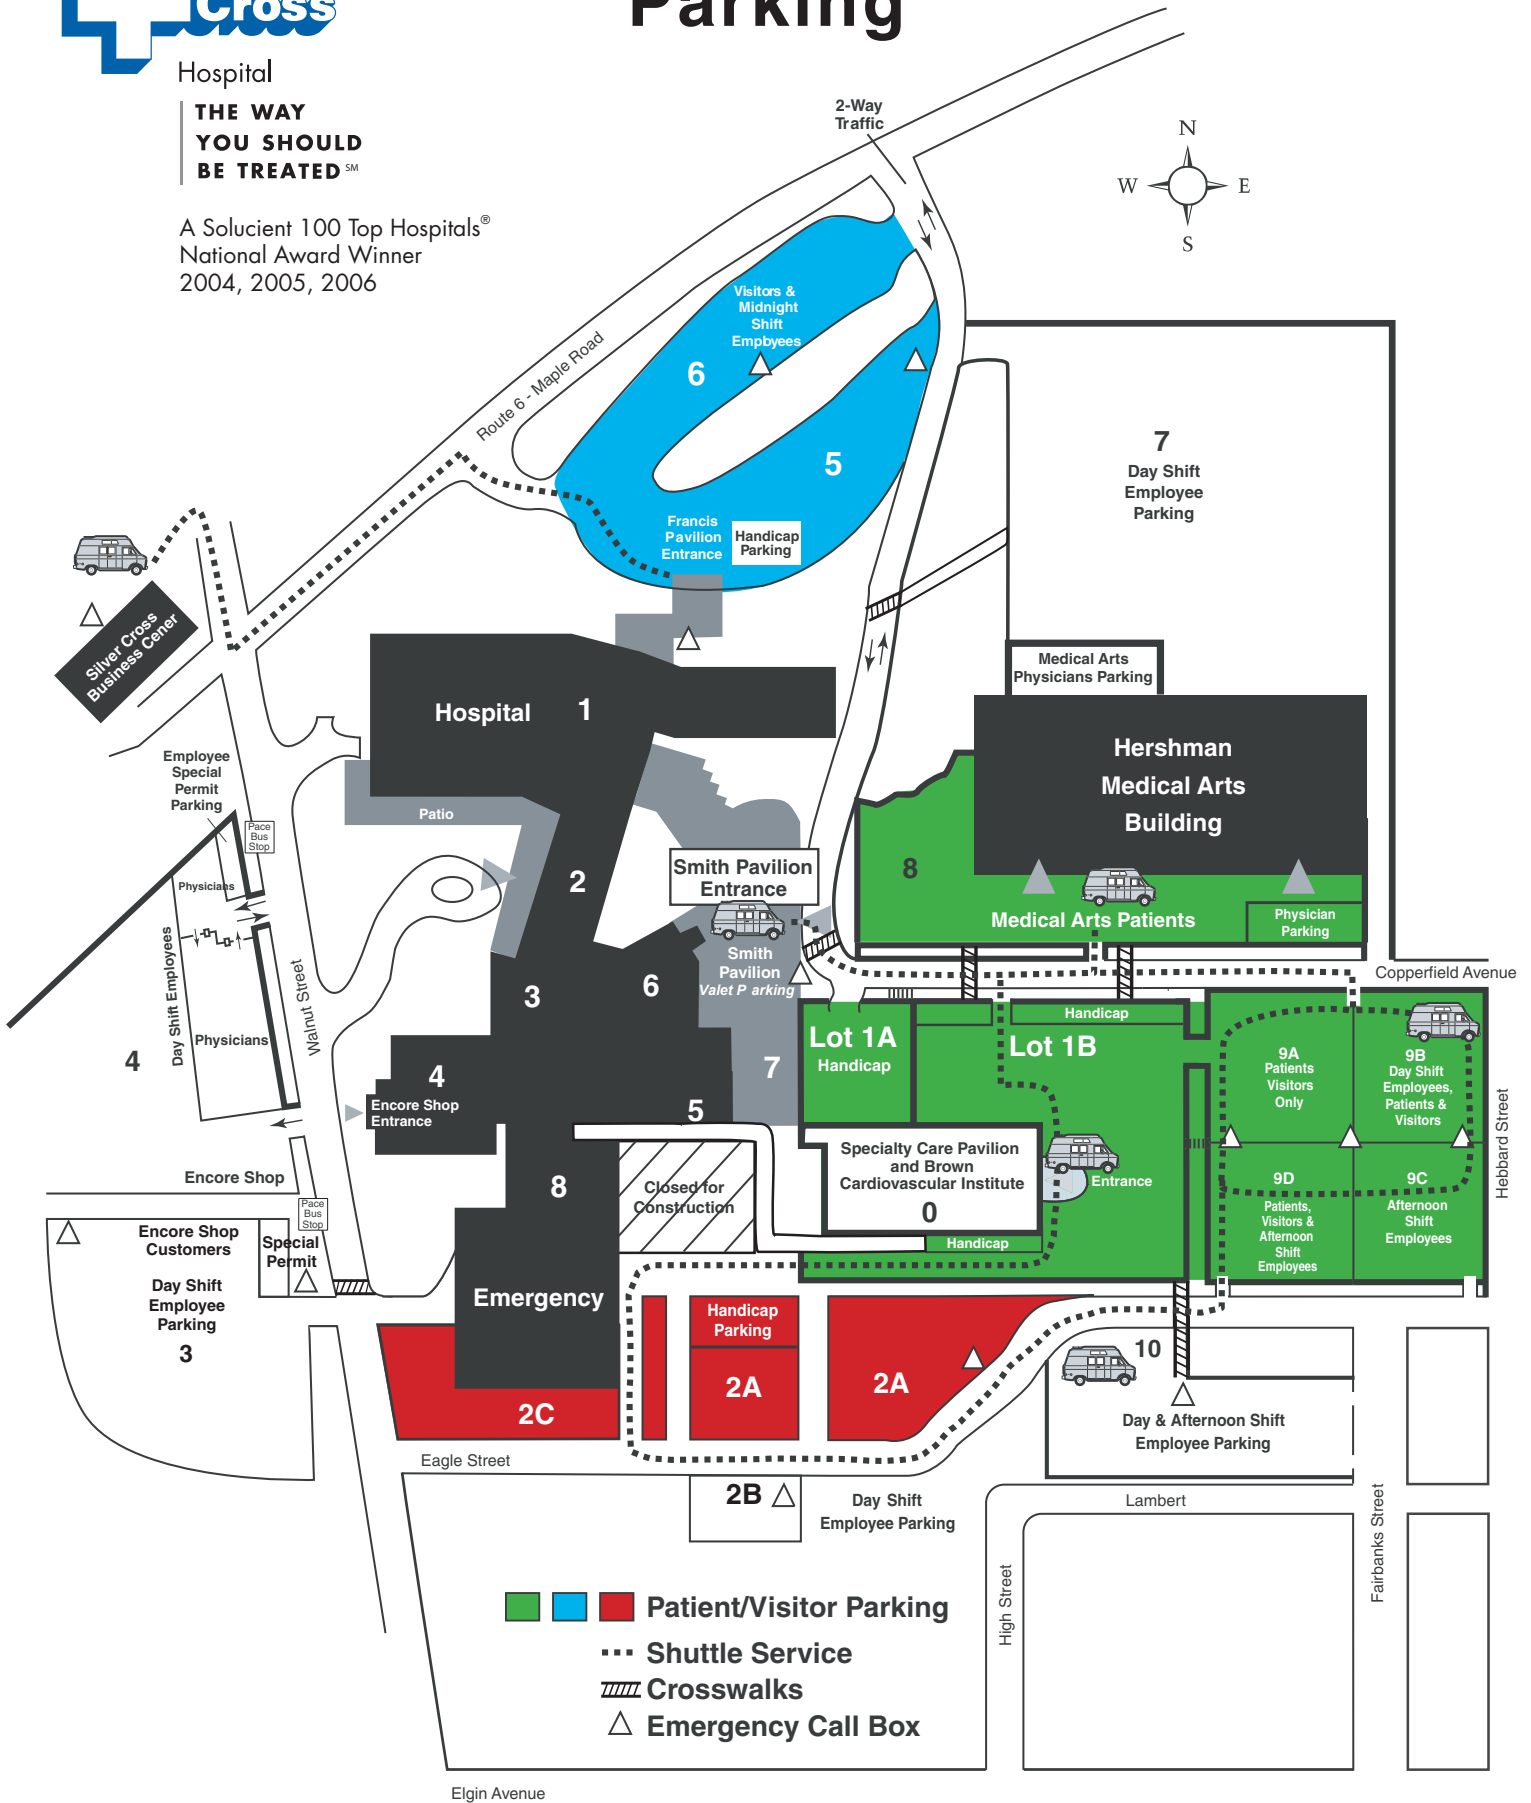 Cross
Parking
Hospital
THE WAY
YOU SHOULD
BE TREATED SM
A Solucient 100 Top Hospitals®
National Award Winner
2004, 2005, 2006
2-Way
Traffic
N
W E
S
Visitors &
Midnight
Shift
Empbyees
6
Route 6 - Maple Road
5
7
Day Shift
Employee
Parking
Francis
Pavilion
Entrance
Handicap
Parking
Silver Cross
Business Cener
Medical Arts
Physicians Parking
Hospital 1
Hershman
Medical Arts
Building
Employee
Special
Permit
Parking
Pace
Bus
Stop
Patio
Physicians
2
Smith Pavilion
Entrance
8
Medical Arts Patients
Physician
Parking
Day Shift Employees
Walnut Street
Smith
Pavilion
Valet P arking
Copperfield Avenue
3
6
Physicians
4
4
Encore Shop
Entrance
5
7
Lot 1A
Handicap
Handicap
Lot 1B
9A
Patients
Visitors
Only
9B
Day Shift
Employees,
Patients &
Visitors
Hebbard Street
Specialty Care Pavilion
and Brown
Cardiovascular Institute
0
Entrance
Handicap
9D
Patients,
Visitors &
Afternoon
Shift
Employees
9C
Afternoon
Shift
Employees
Encore Shop
Pace
Bus
Stop
8
Closed for
Construction
Encore Shop
Customers
Special
Permit
Day Shift
Employee
Parking
3
Emergency
Handicap
Parking
2A
2A
2C
10
Day & Afternoon Shift
Employee Parking
Eagle Street
2B
Day Shift
Employee Parking
Lambert
High Street
Fairbanks Street
Patient/Visitor Parking
Shuttle Service
Crosswalks
Emergency Call Box
Elgin Avenue